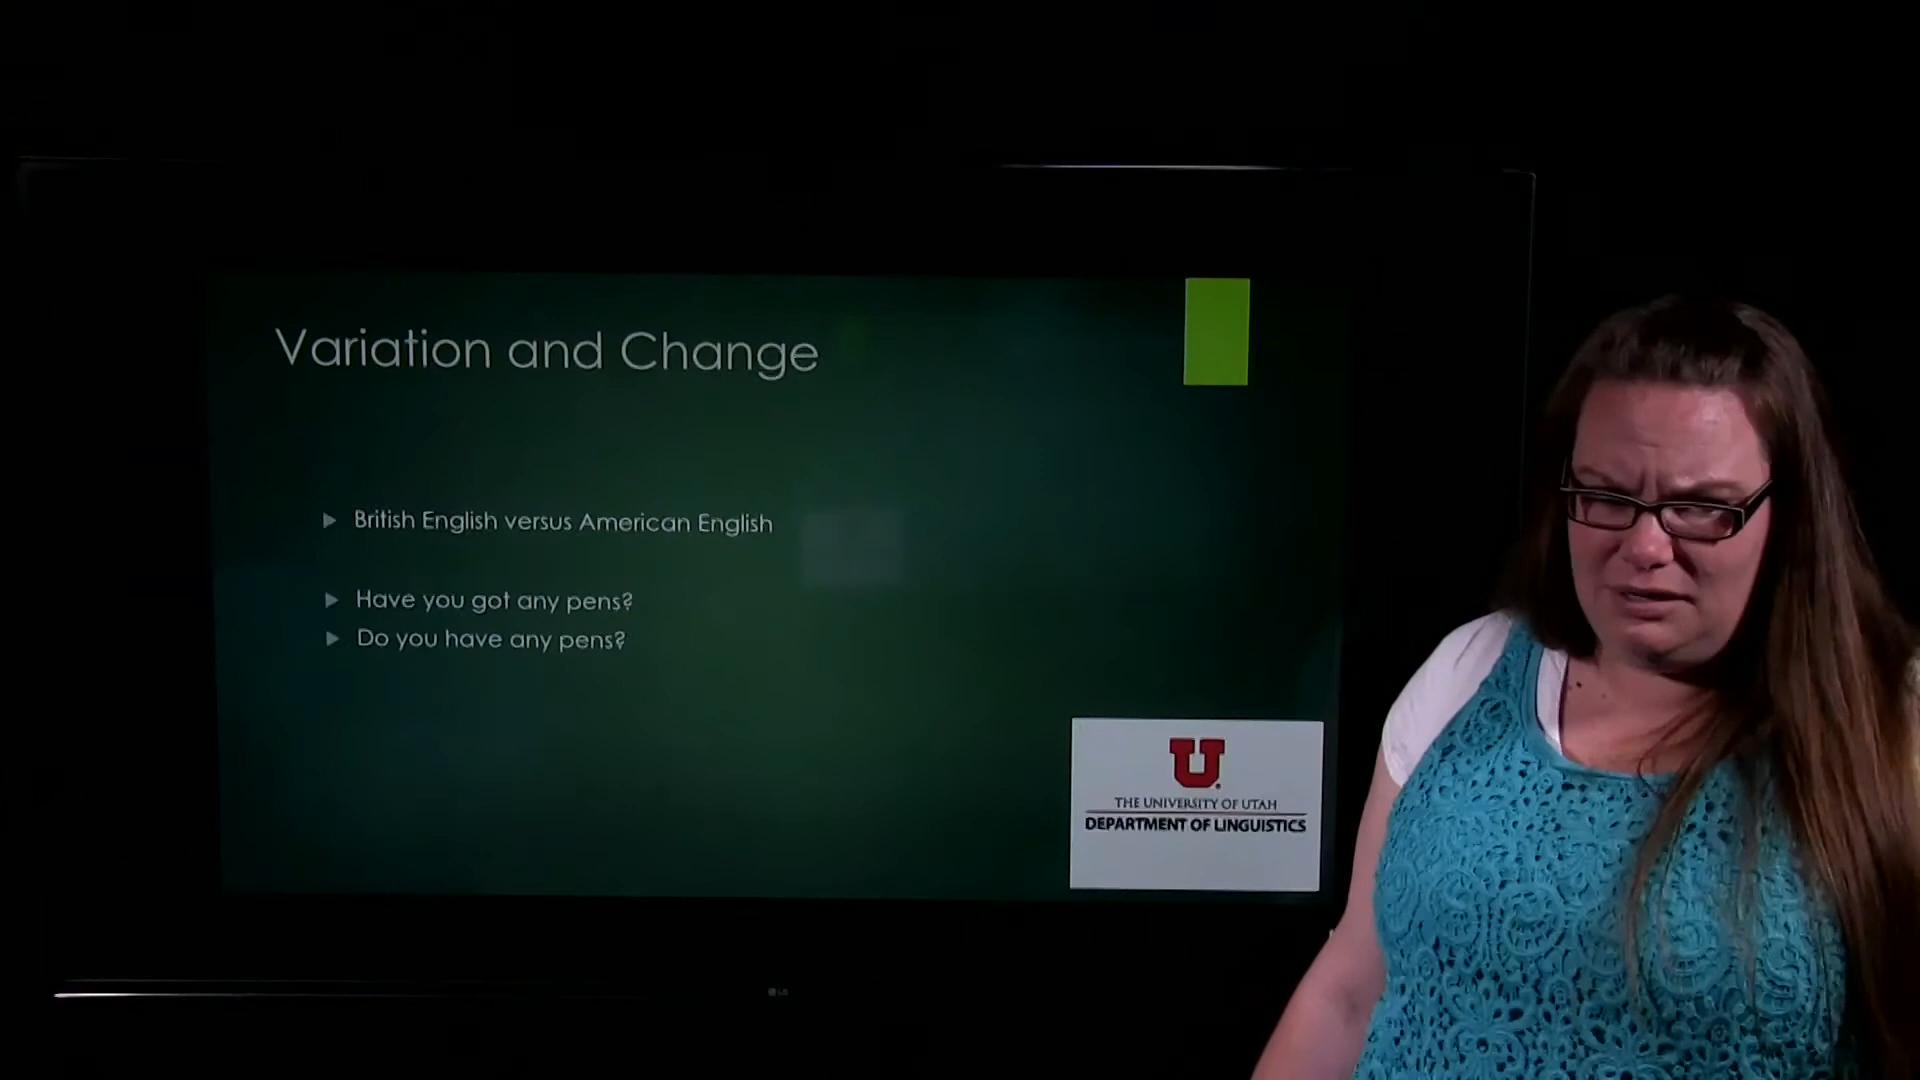 Variation and Change
British English versus American English
Have you got any pens?
Do you have any pens?
U
THE UNIVERSITY OF UTAH
DEPARTMENT OF LINGUISTICS
LG